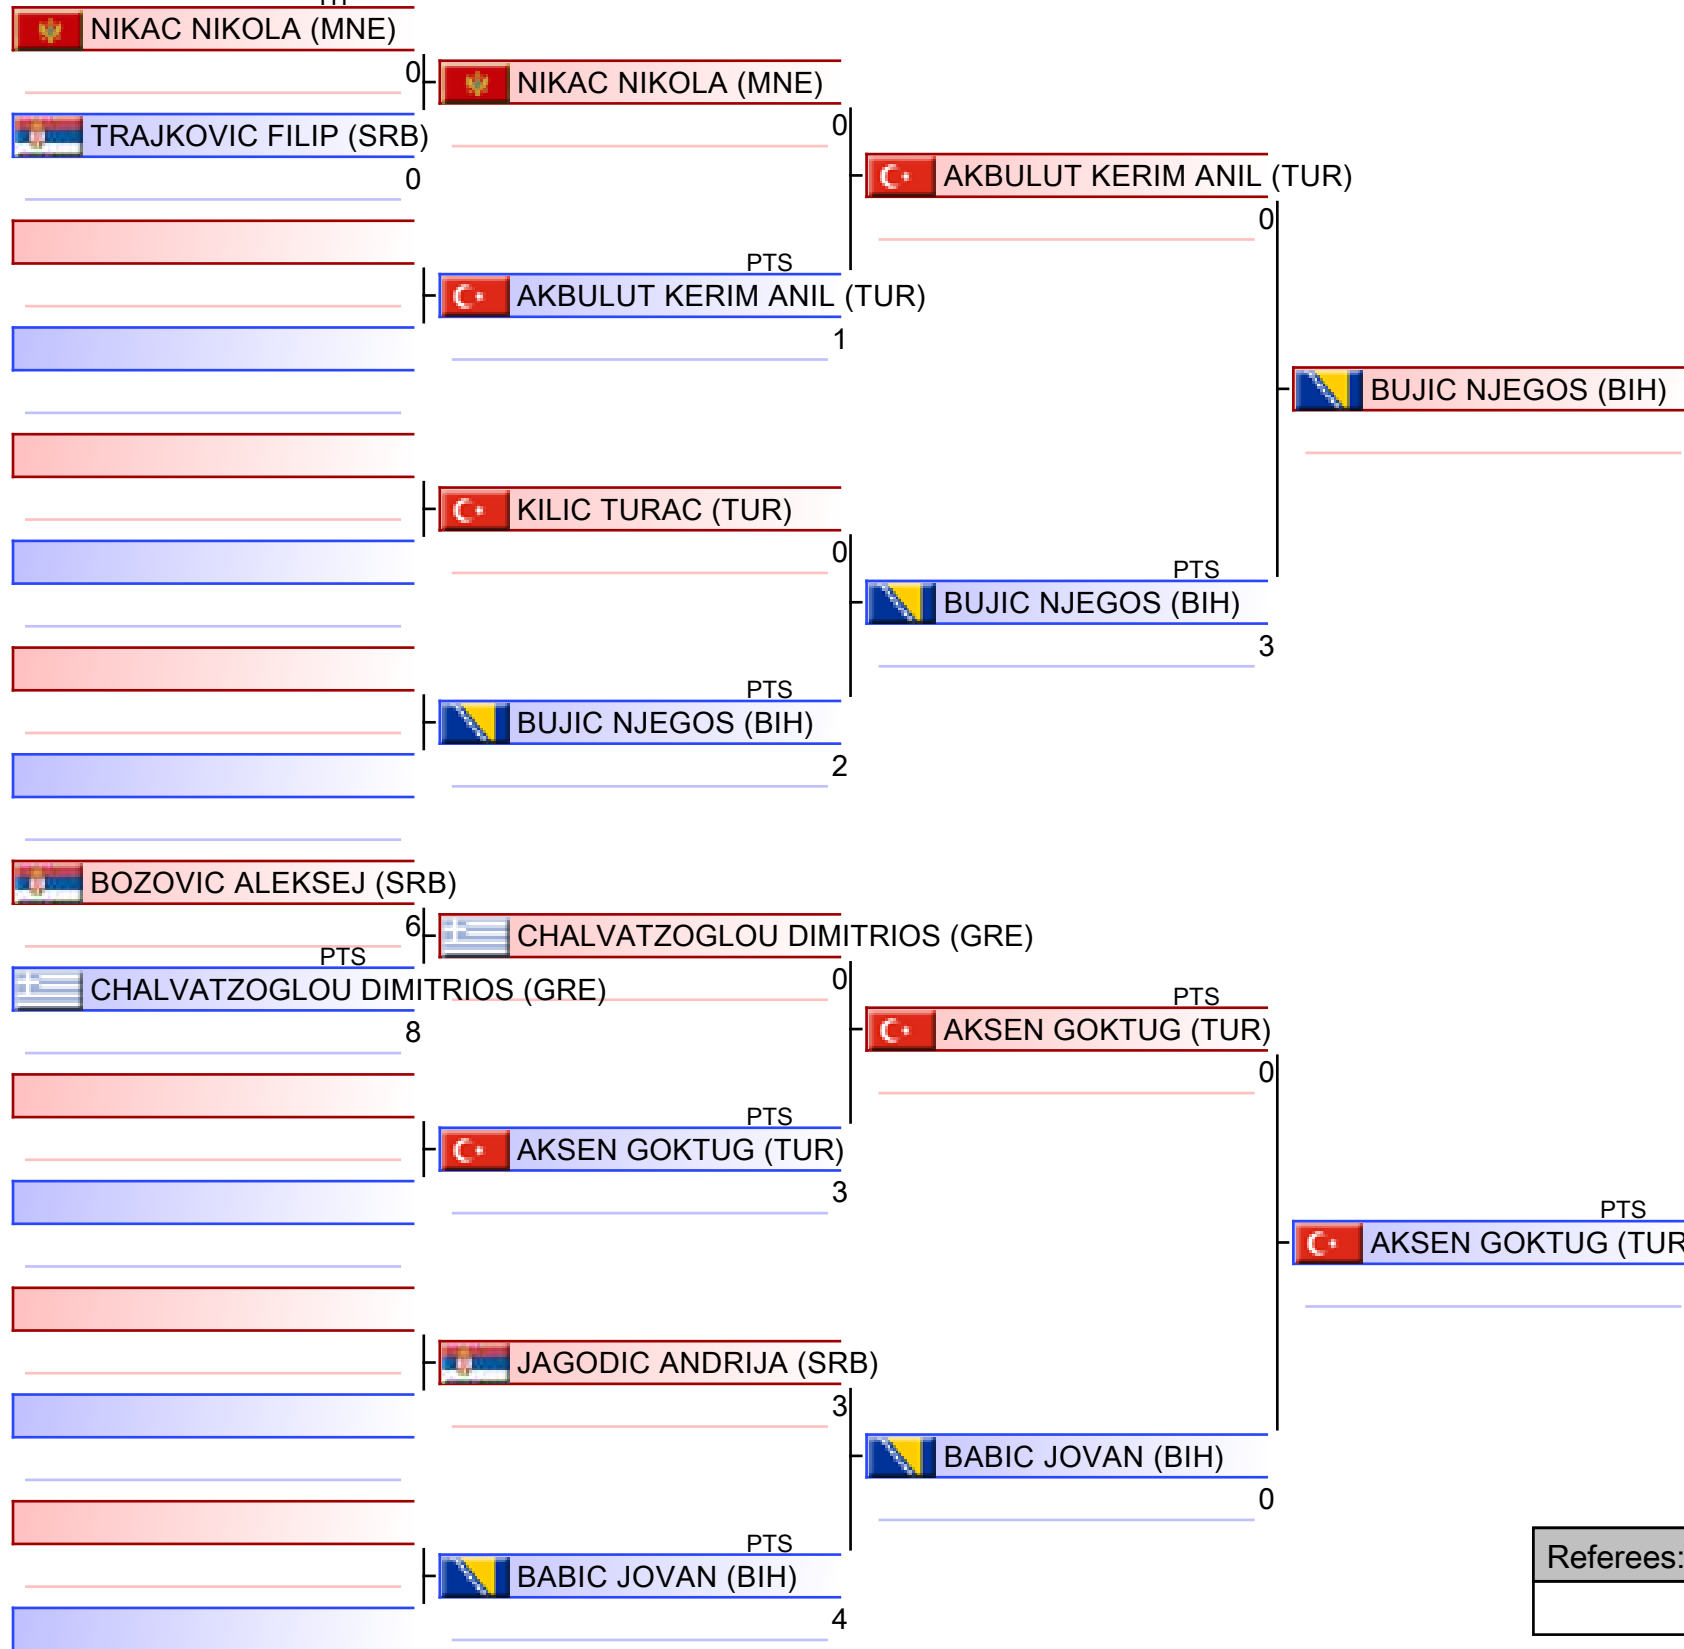 NIKAC NIKOLA (MNE)
0
NIKAC NIKOLA (MNE)
0
TRAJKOVIC FILIP (SRB)
0
AKBULUT KERIM ANIL (TUR)
0
PTS
AKBULUT KERIM ANIL (TUR)
1
BUJIC NJEGOS (BIH)
KILIC TURAC (TUR)
0
PTS
BUJIC NJEGOS (BIH)
3
PTS
BUJIC NJEGOS (BIH)
2
BOZOVIC ALEKSEJ (SRB)
6
CHALVATZOGLOU DIMITRIOS (GRE)
0
PTS
CHALVATZOGLOU DIMITRIOS (GRE)
8
PTS
AKSEN GOKTUG (TUR)
0
PTS
AKSEN GOKTUG (TUR)
3
PTS
AKSEN GOKTUG (TUR
JAGODIC ANDRIJA (SRB)
3
BABIC JOVAN (BIH)
0
PTS
BABIC JOVAN (BIH)
4
Referees: